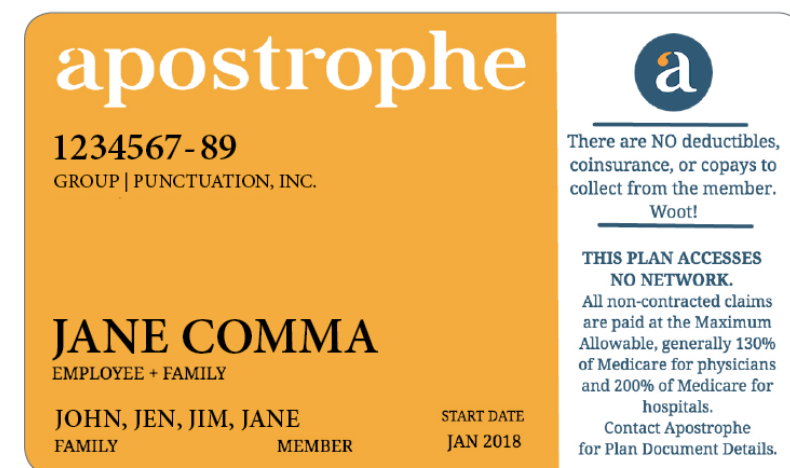 apostrophe
1234567-89
GROUP | PUNCTUATION, INC.
JANE COMMA
EMPLOYEE + FAMILY
JOHN, JEN, JIM, JANE
FAMILY MEMBER
START DATE
JAN 2018
a
There are NO deductibles,
coinsurance, or copays to
collect from the member.
Woot!
THIS PLAN ACCESSES
NO NETWORK.
All non-contracted claims
are paid at the Maximum
Allowable, generally 130%
of Medicare for physicians
and 200% of Medicare for
hospitals.
Contact Apostrophe
for Plan Document Details.